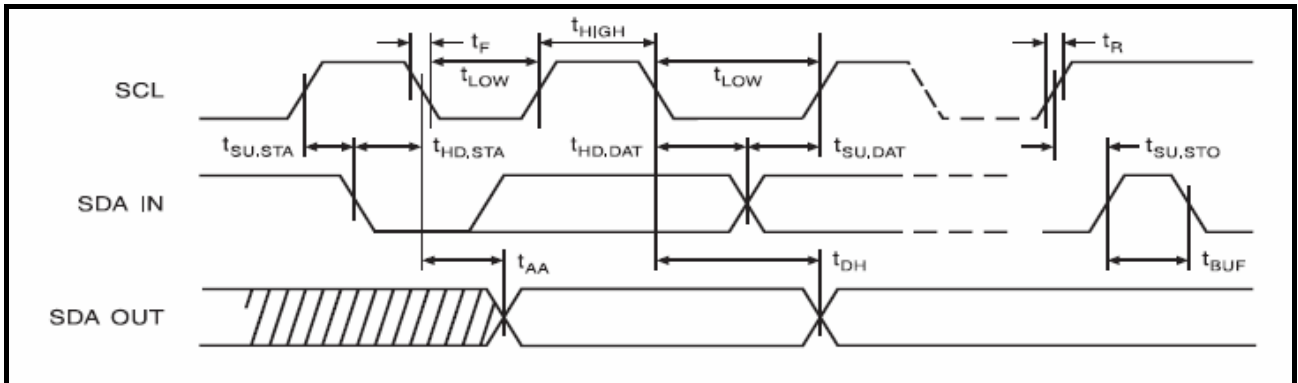 tF
tHIGH
tLOW
tLOW
tR
SCL
tSU.STA
tHD.STA
tHD.DAT
tSU.DAT
tSU.STO
SDA IN
tAA
tDH
tBUF
SDA OUT